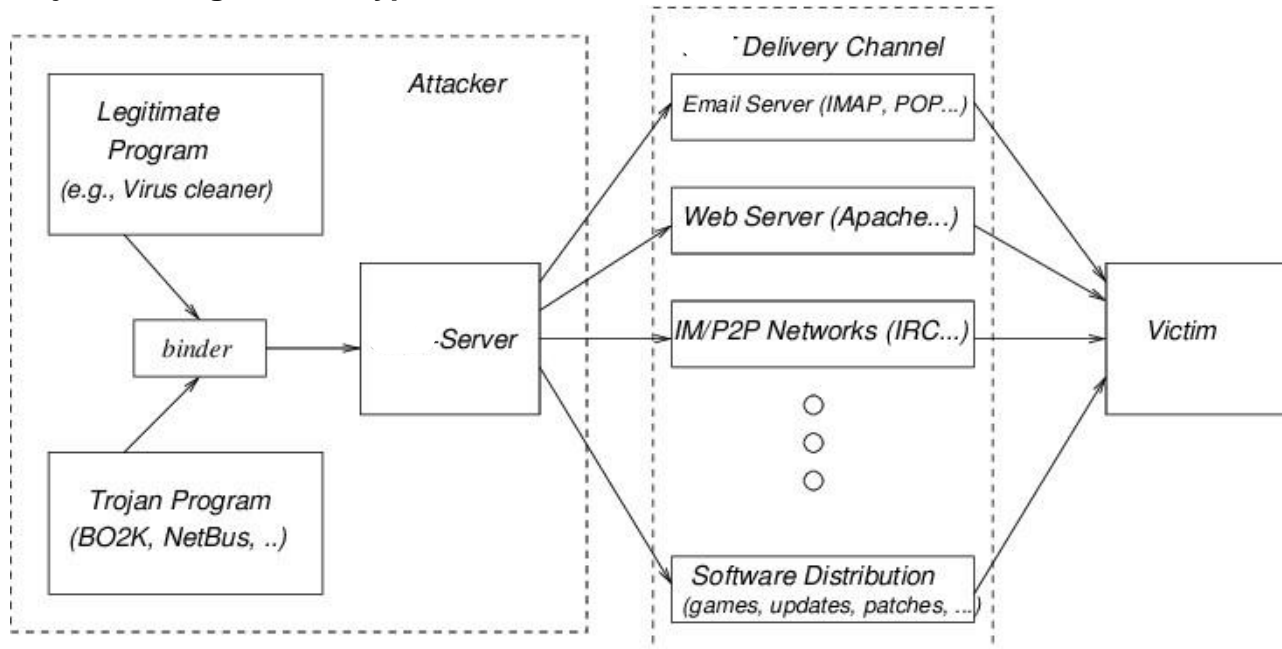 Attacker
Legitimate
Program
(e.g., Virus cleaner)
binder
Trojan Program
(BO2K, NetBus, ..)
-Server
Delivery Channel
Email Server (IMAP, POP...)
Web Server (Apache...)
IM/P2P Networks (IRC...)
Software Distribution
(games, updates, patches, ...)
Victim